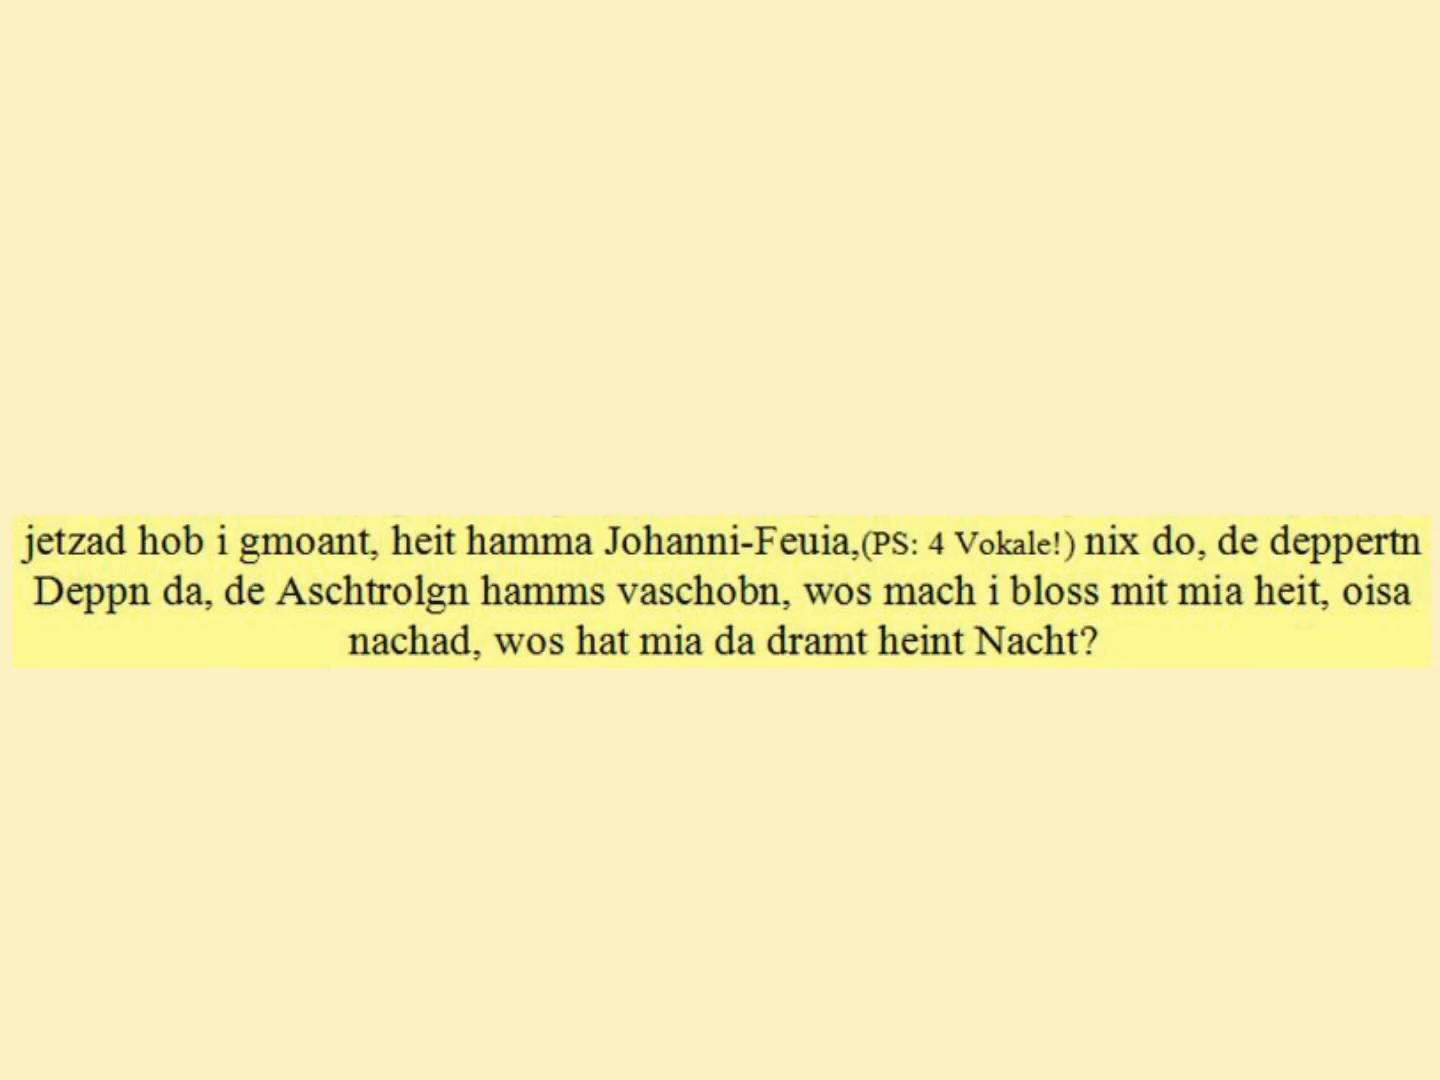 jetzad hob i gmoant, heit hamma Johanni-Feuia,(PS: 4 Vokale!) nix do, de deppertn
Deppn da, de Aschtrolgn hamms vaschobn, wos mach i bloss mit mia heit, oisa
nachad, wos hat mia da dramt heint Nacht?